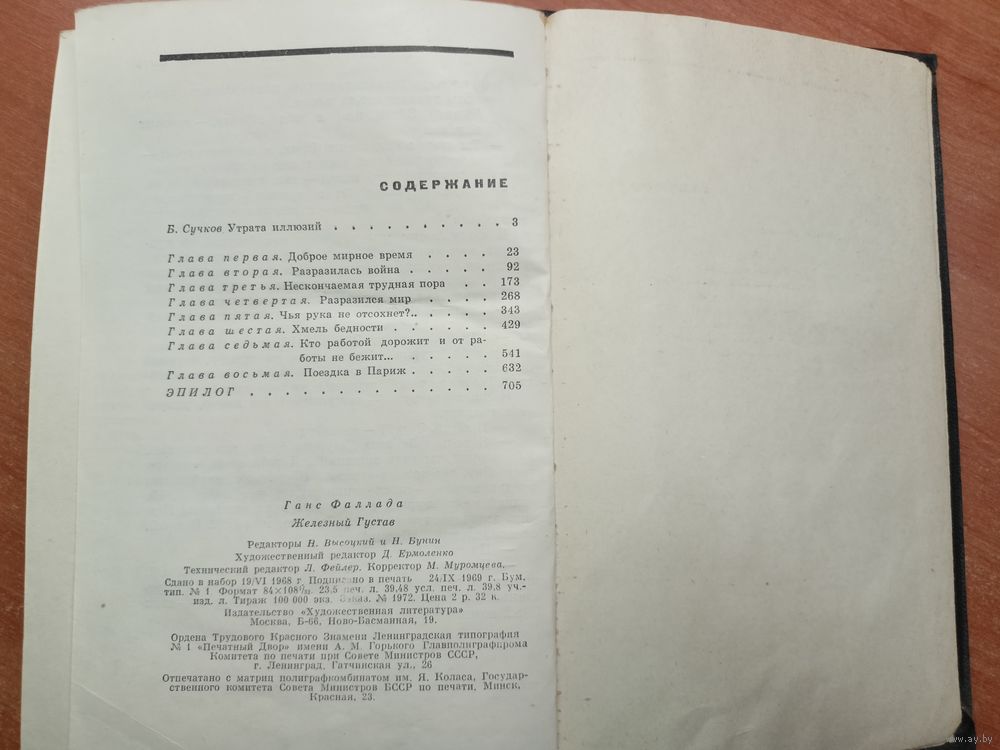 СОДЕРЖАНИЕ
Б. Сучков Утрата иллюзий . . . . . . . . . . 3
Глава первая. Доброе мирное время . . . . 23
Глава вторая. Разразилась война . . . . . 92
Глава третья. Нескончаемая трудная пора . . 173
Глава четвертая. Разразился мир . . . . 268
Глава пятая. Чья рука не отсохнет?.. . . . . 343
Глава шестая. Хмель бедности . . . . . . 429
Глава седьмая. Кто работой дорожит и от ра-
боты не бежит... . . . . . 541
Глава восьмая. Поездка в Париж . . . . . 632
ЭПИЛОГ . . . . . . . . . . . . . 705
Ганс Фаллада
Железный Густав
Редакторы Н. Высоцкий и Н. Бунин
Художественный редактор Д. Ермоленко
Технический редактор Л. Фейлер. Корректор М. Муромцева.
Сдано в набор 19/VI 1968 г. Подписано в печать 24/IX 1969 г. Бум.
тип. № 1 Формат 84×108 1/32. 23,5 печ. л. 39,48 усл. печ. л. 39,8 уч.-
изд. л. Тираж 100 000 экз. Заказ. № 1972. Цена 2 р. 32 к.
Издательство «Художественная литература»
Москва, Б-66, Ново-Басманная, 19.
Ордена Трудового Красного Знамени Ленинградская типография
№ 1 «Печатный Двор» имени А. М. Горького Главполиграфпрома
Комитета по печати при Совете Министров СССР,
г. Ленинград, Гатчинская ул., 26
Отпечатано с матриц полиграфкомбинатом им. Я. Коласа, Государ-
ственного комитета Совета Министров БССР по печати, Минск,
Красная, 23.
www.ay.by